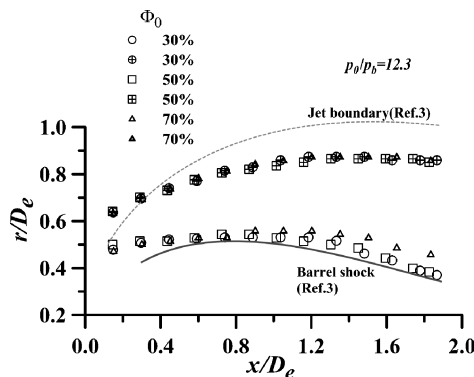 Φ0
30%
30%
50%
50%
70%
70%
p0/pb=12.3
Jet boundary(Ref.3)
Barrel shock
(Ref.3)
r/De
1.2
1.0
0.8
0.6
0.4
0.2
0.0
0.4
0.8
1.2
1.6
2.0
x/De